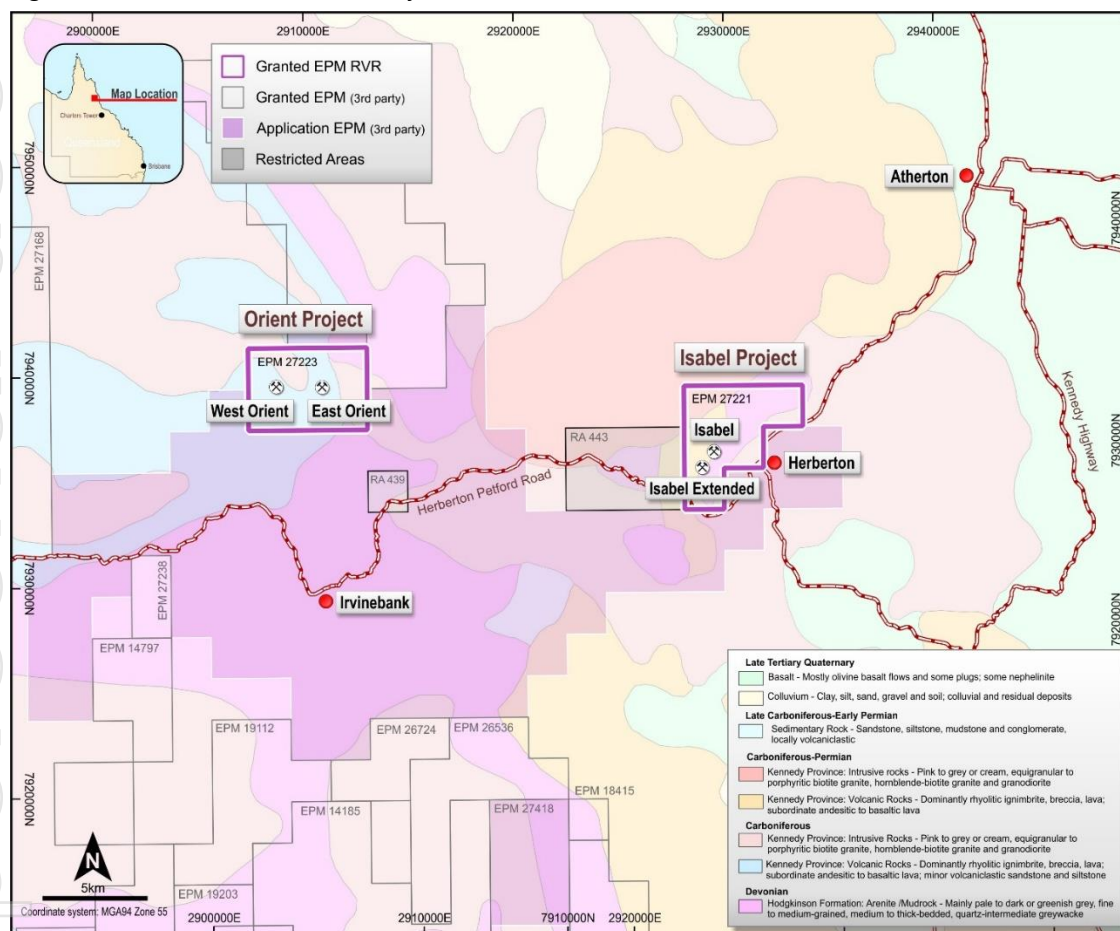 2900000E
2910000E
2920000E
2930000E
2940000E
Map Location
Charters Tower
Brisbane
Granted EPM RVR
Granted EPM (3rd party)
Application EPM (3rd party)
Restricted Areas
7950000N
Atherton
7940000N
EPM 27168
Orient Project
EPM 27223
West Orient
East Orient
7940000N
Isabel Project
EPM 27221
Isabel
Isabel Extended
RA 443
Herberton
Kennedy Highway
7930000N
RA 439
Herberton Petford Road
7930000N
Irvinebank
EPM 27238
EPM 14797
7920000N
EPM 19112
EPM 26724
EPM 26536
EPM 18415
EPM 14185
EPM 27418
7920000N
EPM 19203
N
5km
Coordinate system: MGA94 Zone 55
2900000E
2910000E
7910000N
2920000E
Late Tertiary Quaternary
Basalt - Mostly olivine basalt flows and some plugs; some nephelinite
Colluvium - Clay, silt, sand, gravel and soil; colluvial and residual deposits
Late Carboniferous-Early Permian
Sedimentary Rock - Sandstone, siltstone, mudstone and conglomerate,
locally volcaniclastic
Carboniferous-Permian
Kennedy Province: Intrusive rocks - Pink to grey or cream, equigranular to
porphyritic biotite granite, hornblende-biotite granite and granodiorite
Kennedy Province: Volcanic Rocks - Dominantly rhyolitic ignimbrite, breccia, lava;
subordinate andesitic to basaltic lava
Carboniferous
Kennedy Province: Intrusive Rocks - Pink to grey or cream, equigranular to
porphyritic biotite granite, hornblende-biotite granite and granodiorite
Kennedy Province: Volcanic Rocks - Dominantly rhyolitic ignimbrite, breccia, lava;
subordinate andesitic to basaltic lava; minor volcaniclastic sandstone and siltstone
Devonian
Hodgkinson Formation: Arenite /Mudrock - Mainly pale to dark or greenish grey, fine
to medium-grained, medium to thick-bedded, quartz-intermediate greywacke